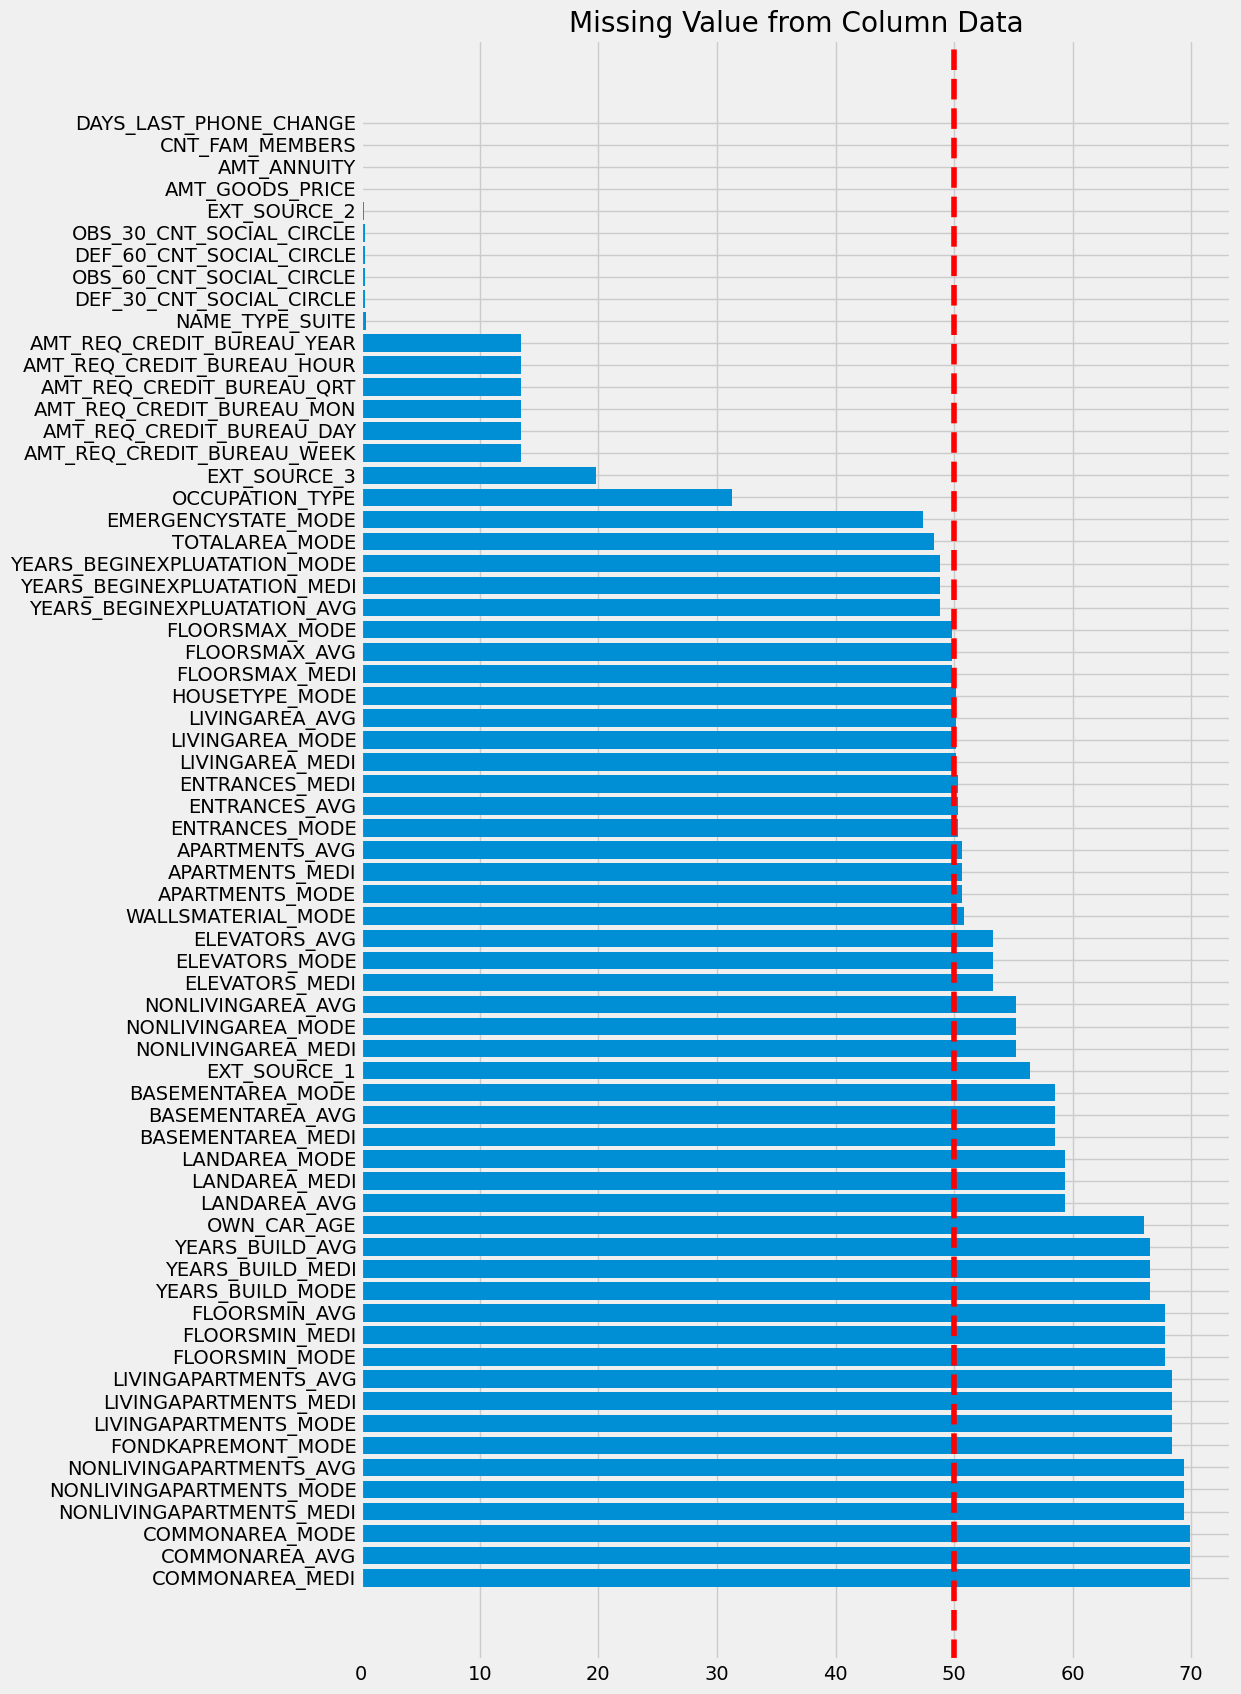 Missing Value from Column Data
DAYS_LAST_PHONE_CHANGE
CNT_FAM_MEMBERS
AMT_ANNUITY
AMT_GOODS_PRICE
EXT_SOURCE_2
OBS_30_CNT_SOCIAL_CIRCLE
DEF_60_CNT_SOCIAL_CIRCLE
OBS_60_CNT_SOCIAL_CIRCLE
DEF_30_CNT_SOCIAL_CIRCLE
NAME_TYPE_SUITE
AMT_REQ_CREDIT_BUREAU_YEAR
AMT_REQ_CREDIT_BUREAU_HOUR
AMT_REQ_CREDIT_BUREAU_QRT
AMT_REQ_CREDIT_BUREAU_MON
AMT_REQ_CREDIT_BUREAU_DAY
AMT_REQ_CREDIT_BUREAU_WEEK
EXT_SOURCE_3
OCCUPATION_TYPE
EMERGENCYSTATE_MODE
TOTALAREA_MODE
YEARS_BEGINEXPLUATATION_MODE
YEARS_BEGINEXPLUATATION_MEDI
YEARS_BEGINEXPLUATATION_AVG
FLOORSMAX_MODE
FLOORSMAX_AVG
FLOORSMAX_MEDI
HOUSETYPE_MODE
LIVINGAREA_AVG
LIVINGAREA_MODE
LIVINGAREA_MEDI
ENTRANCES_MEDI
ENTRANCES_AVG
ENTRANCES_MODE
APARTMENTS_AVG
APARTMENTS_MEDI
APARTMENTS_MODE
WALLSMATERIAL_MODE
ELEVATORS_AVG
ELEVATORS_MODE
ELEVATORS_MEDI
NONLIVINGAREA_AVG
NONLIVINGAREA_MODE
NONLIVINGAREA_MEDI
EXT_SOURCE_1
BASEMENTAREA_MODE
BASEMENTAREA_AVG
BASEMENTAREA_MEDI
LANDAREA_MODE
LANDAREA_MEDI
LANDAREA_AVG
OWN_CAR_AGE
YEARS_BUILD_AVG
YEARS_BUILD_MEDI
YEARS_BUILD_MODE
FLOORSMIN_AVG
FLOORSMIN_MEDI
FLOORSMIN_MODE
LIVINGAPARTMENTS_AVG
LIVINGAPARTMENTS_MEDI
LIVINGAPARTMENTS_MODE
FONDKAPREMONT_MODE
NONLIVINGAPARTMENTS_AVG
NONLIVINGAPARTMENTS_MODE
NONLIVINGAPARTMENTS_MEDI
COMMONAREA_MODE
COMMONAREA_AVG
COMMONAREA_MEDI
0 10 20 30 40 50 60 70